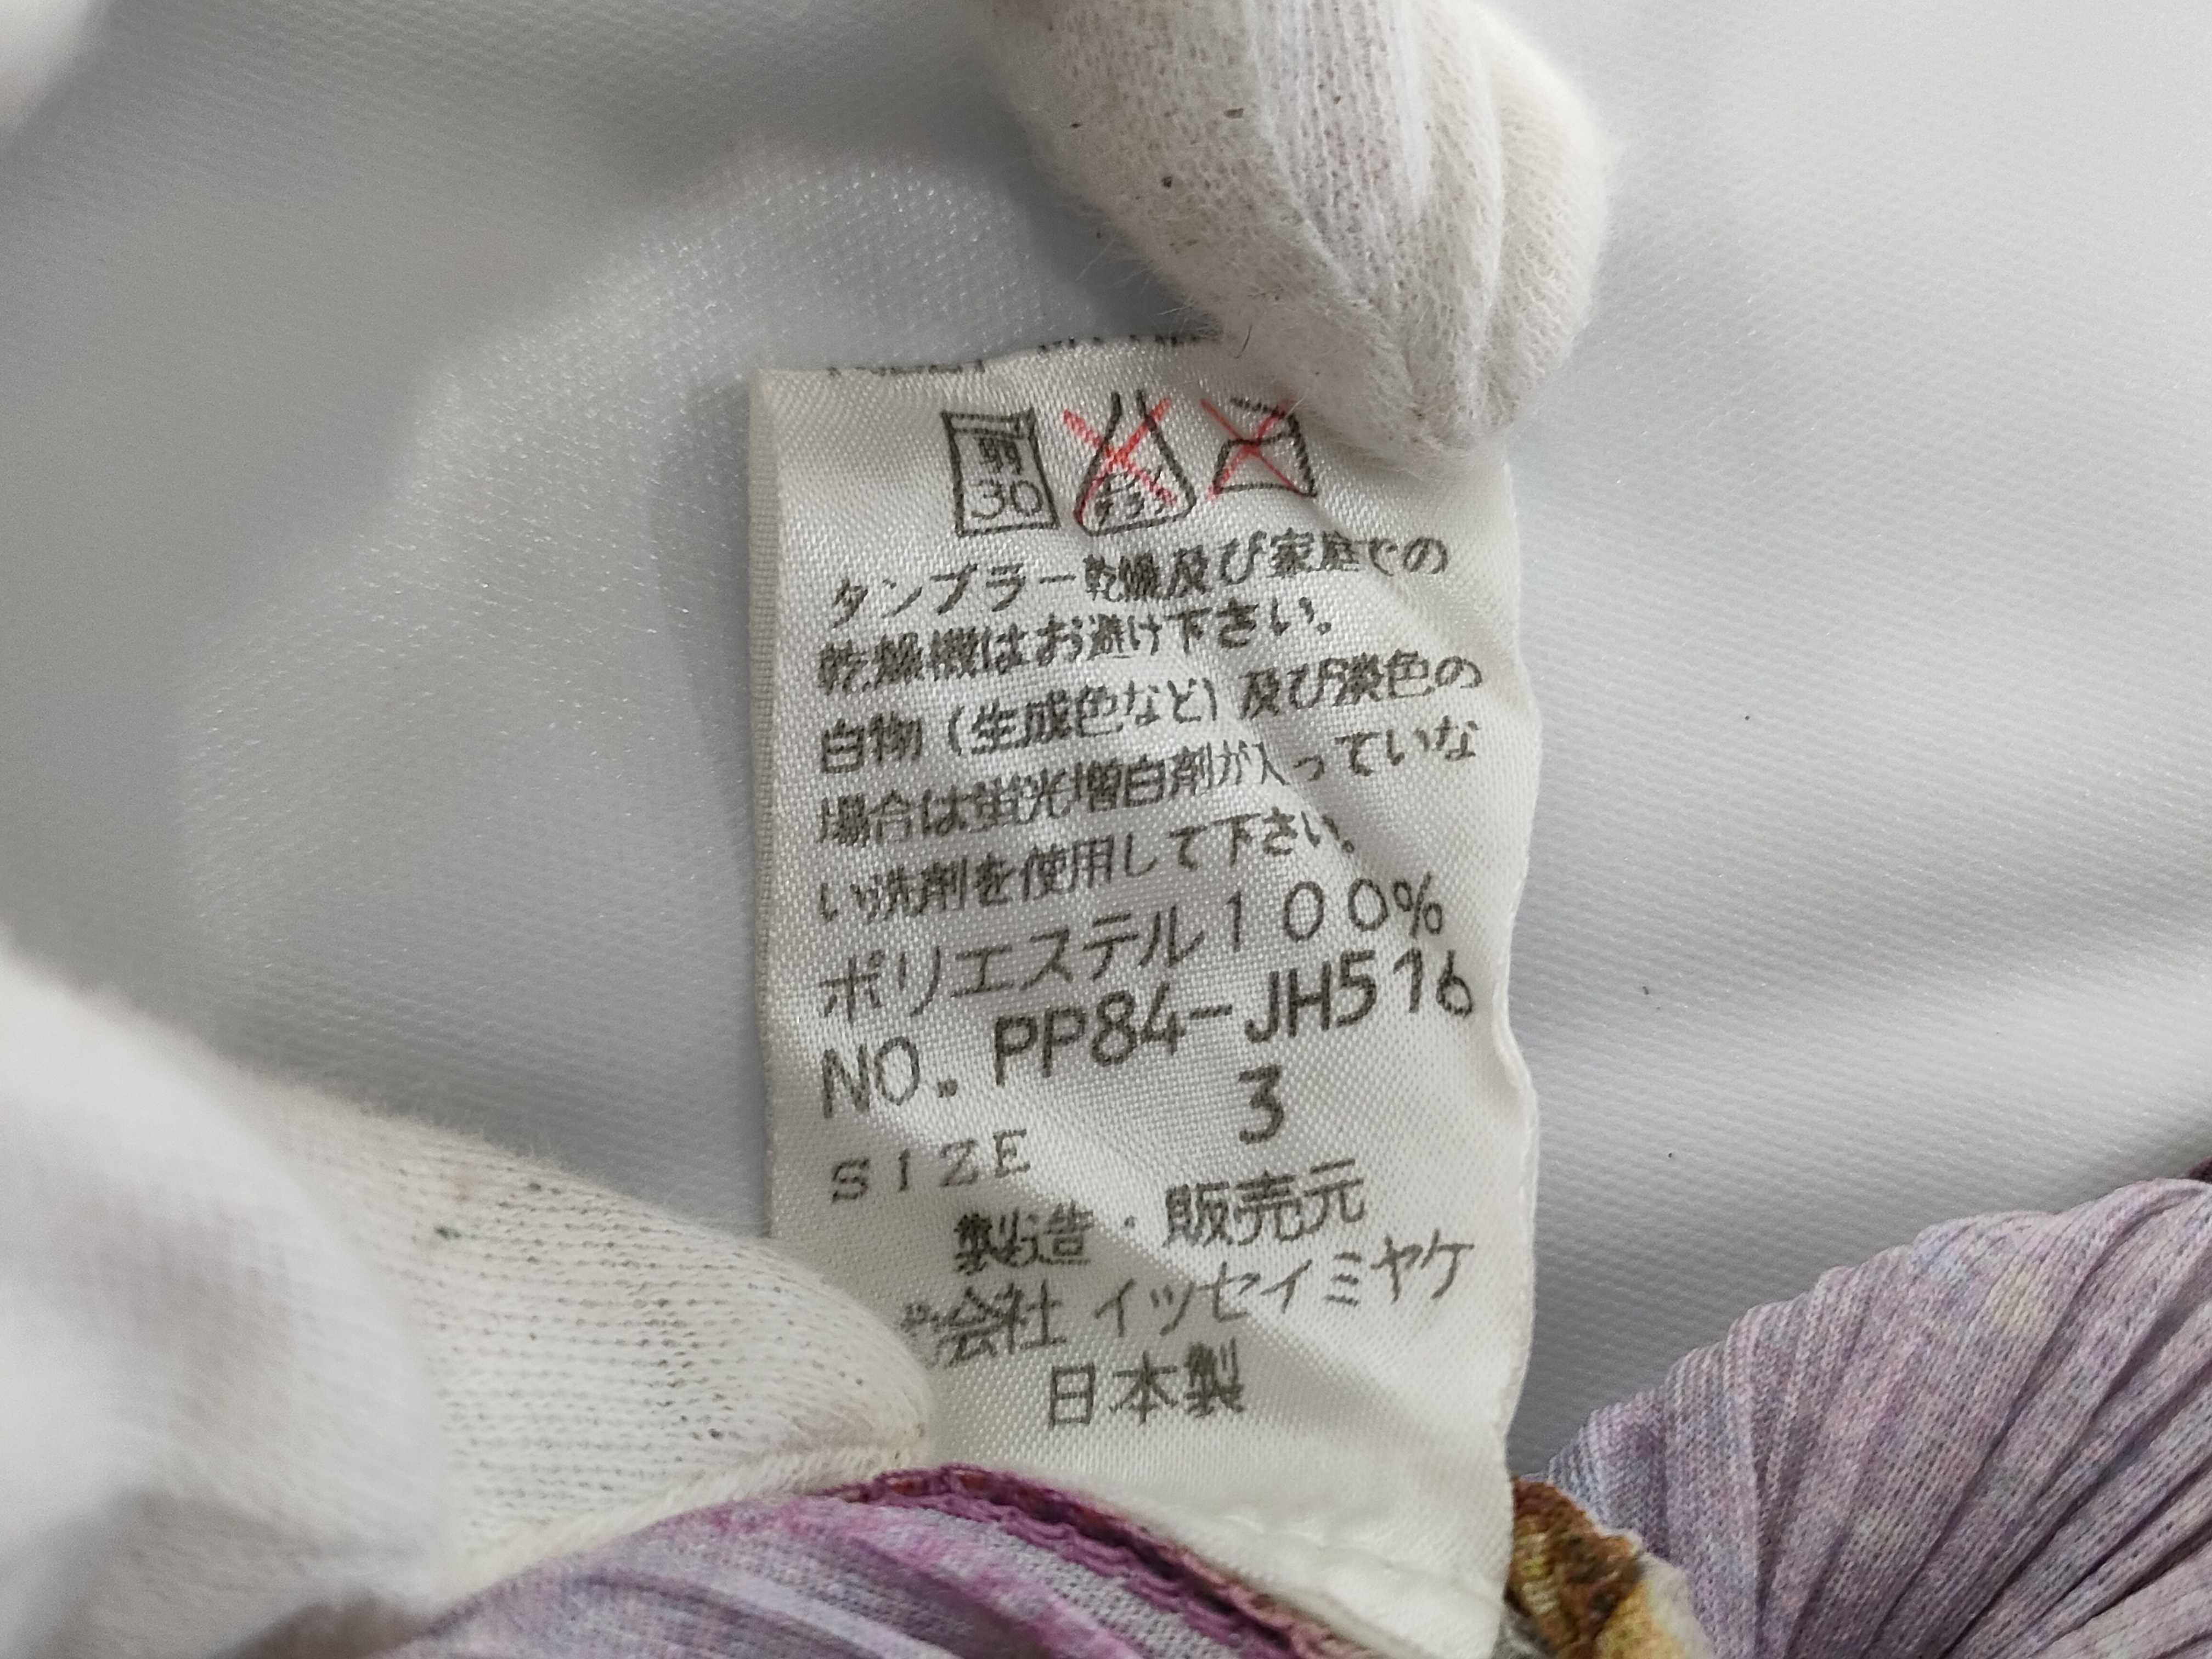 弱
30
タンブラー乾燥及び家庭での
乾燥機はお避け下さい。
白物(生成色など)及び淡色の
場合は蛍光増白剤が入っていな
い洗剤を使用して下さい。
ポリエステル100%
NO. PP84-JH516
SIZE 3
製造・販売元
会社 イッセイミヤケ
日本製